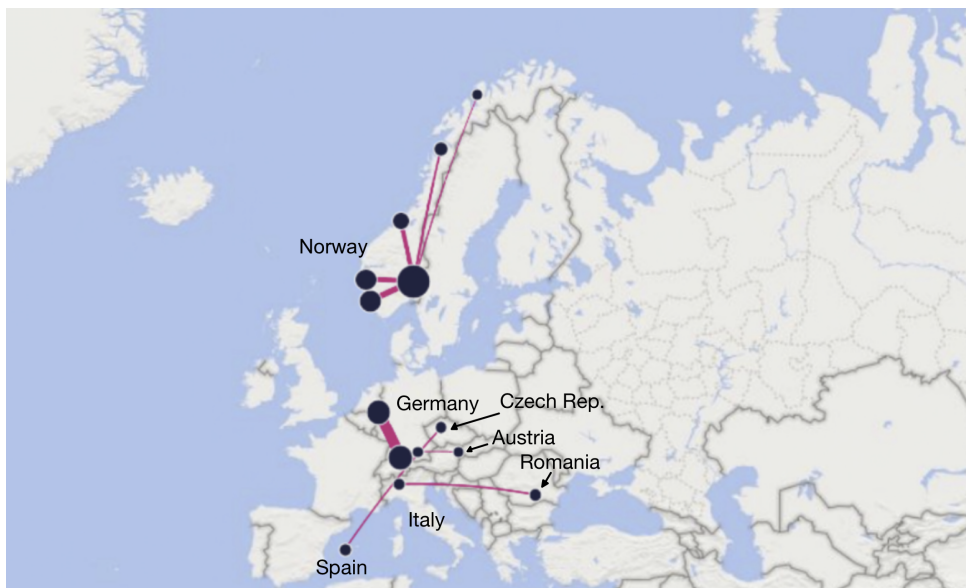 Norway
Germany
Czech Rep.
Austria
Romania
Italy
Spain